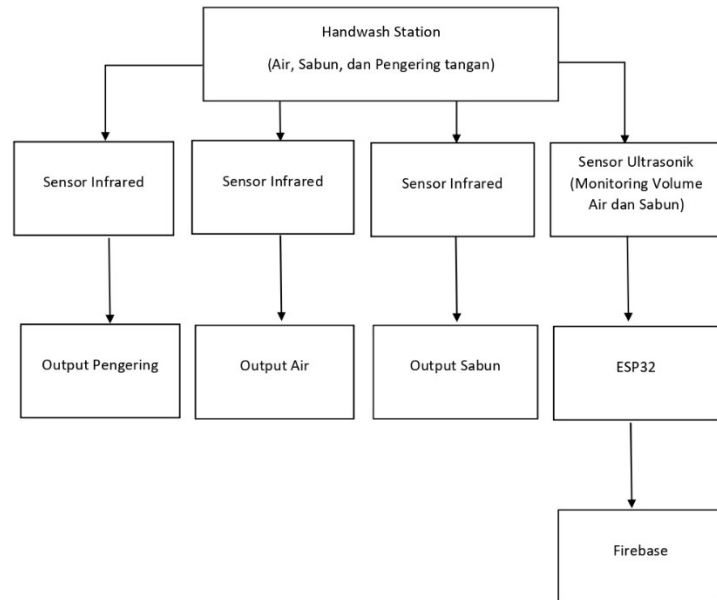 Handwash Station
(Air, Sabun, dan Pengering tangan)
Sensor Infrared
Sensor Infrared
Sensor Infrared
Sensor Ultrasonik
(Monitoring Volume
Air dan Sabun)
Output Pengering
Output Air
Output Sabun
ESP32
Firebase